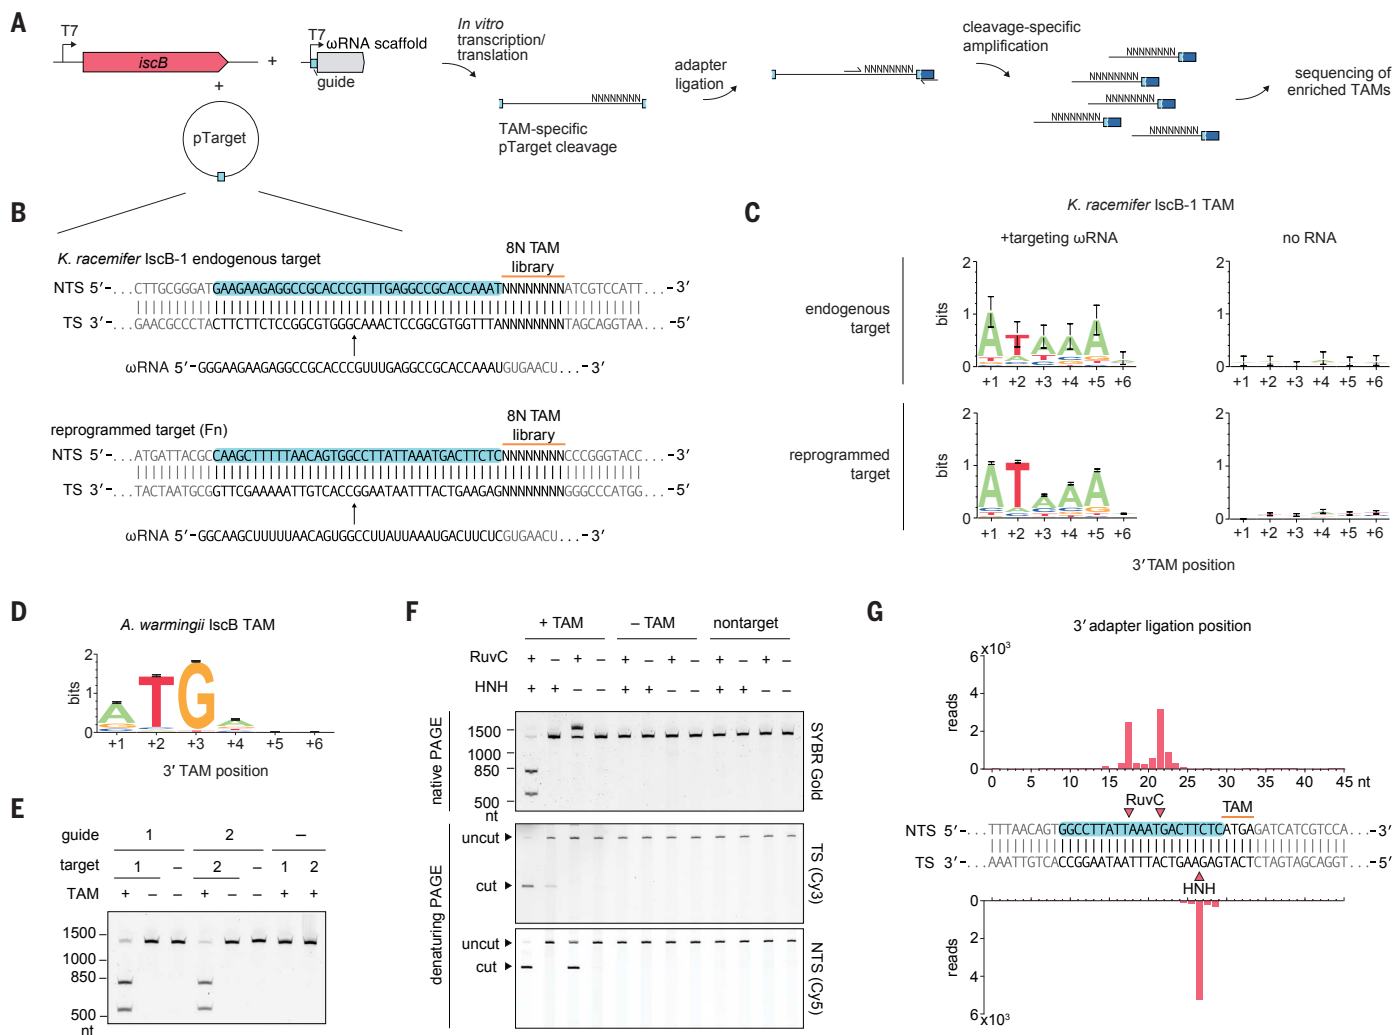 A
T7
iscB
+
T7
ωRNA scaffold
guide
+
pTarget
In vitro
transcription/
translation
NNNNNNNN
TAM-specific
pTarget cleavage
adapter
ligation
NNNNNNNN
cleavage-specific
amplification
NNNNNNNN
NNNNNNNN
NNNNNNNN
NNNNNNNN
NNNNNNNN
sequencing of
enriched TAMs
B
8N TAM
library
K. racemifer IscB-1 endogenous target
NTS 5′-...CTTGCGGGATGAAGAAGAGGCCGCACCCGTTTGAGGCCGCACCAAATNNNNNNNNATCGTCCATT...-3′
TS 3′-...GAACGCCCTACTTCTTCTCCGGCGTGGGCAAACTCCGGCGTGGTTTANNNNNNNNTAGCAGGTAA...-5′
ωRNA 5′-GGGAAGAAGAGGCCGCACCCGUUUGAGGCCGCACCAAAUGUGAACU...-3′
8N TAM
library
reprogrammed target (Fn)
NTS 5′-...ATGATTACGCCAAGCTTTTTAACAGTGGCCTTATTAAATGACTTCTCNNNNNNNNCCCGGGTACC...-3′
TS 3′-...TACTAATGCGGTTCGAAAAATTGTCACCGGAATAATTTACTGAAGAGNNNNNNNNGGGCCCATGG...-5′
ωRNA 5′-GGCAAGCUUUUUAACAGUGGCCUUAUUAAAUGACUUCUCGUGAACU...-3′
C
K. racemifer IscB-1 TAM
+targeting ωRNA
no RNA
endogenous
target
bits
2
1
0
A T A A A
+1 +2 +3 +4 +5 +6
2
1
0
+1 +2 +3 +4 +5 +6
reprogrammed
target
bits
2
1
0
A T A A A
+1 +2 +3 +4 +5 +6
2
1
0
+1 +2 +3 +4 +5 +6
3′ TAM position
D
A. warmingii IscB TAM
bits
2
1
0
A T G A
+1 +2 +3 +4 +5 +6
3′ TAM position
E
guide 1 2 –
target 1 – 2 – 1 2
TAM + – – + – – + +
1500
1000
850
500
nt
F
+ TAM – TAM nontarget
RuvC + – + – + + + – + + + –
HNH + + – – + + – – + + – –
native PAGE
1500
1000
850
500
nt
SYBR Gold
denaturing PAGE
uncut
cut
TS (Cy3)
uncut
cut
NTS (Cy5)
G
3′ adapter ligation position
6 x10³
4
2
0
reads
0 5 10 15 20 25 30 35 40 45 nt
RuvC
TAM
NTS 5′-...TTTAACAGTGGCCTTATTAAATGACTTCTCATGAGATCATCGTCCA...-3′
TS 3′-...AAATTGTCACCGGAATAATTTACTGAAGAGTACTCTAGTAGCAGGT...-5′
HNH
0
2
4
6 x10³
reads